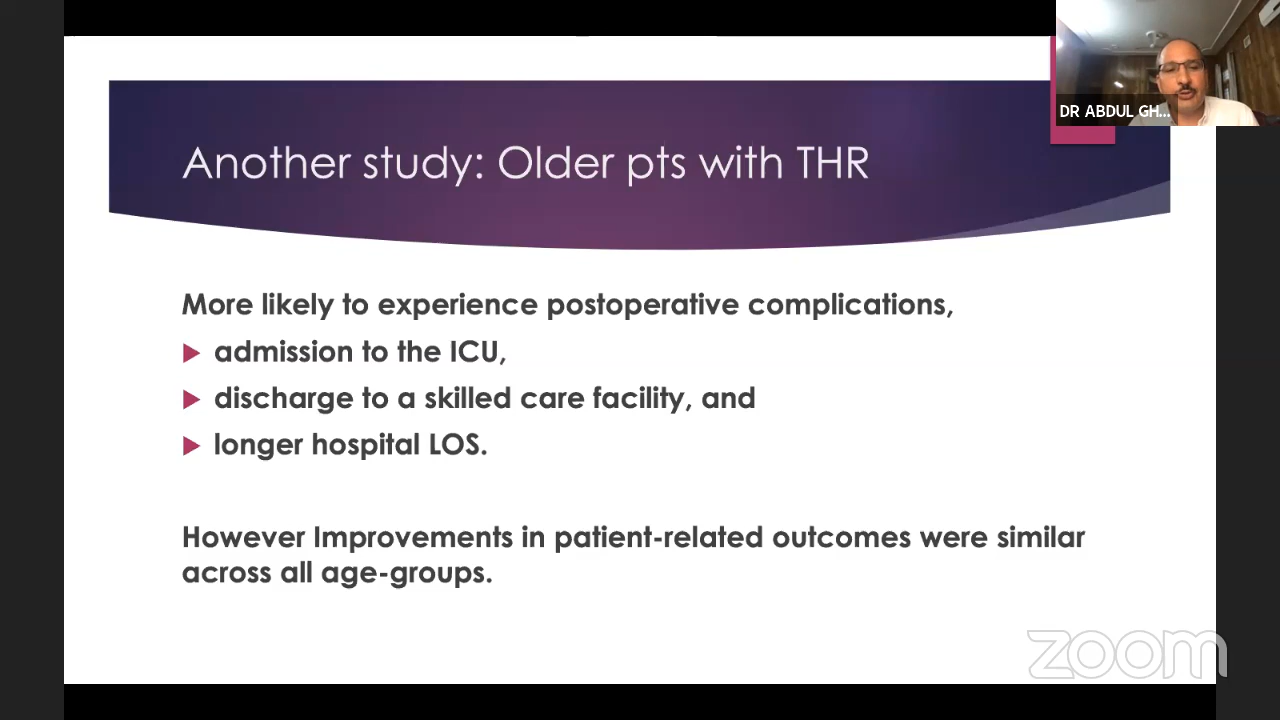 Another study: Older pts with THR
DR ABDUL GH...
More likely to experience postoperative complications,
admission to the ICU,
discharge to a skilled care facility, and
longer hospital LOS.
However Improvements in patient-related outcomes were similar
across all age-groups.
zoom